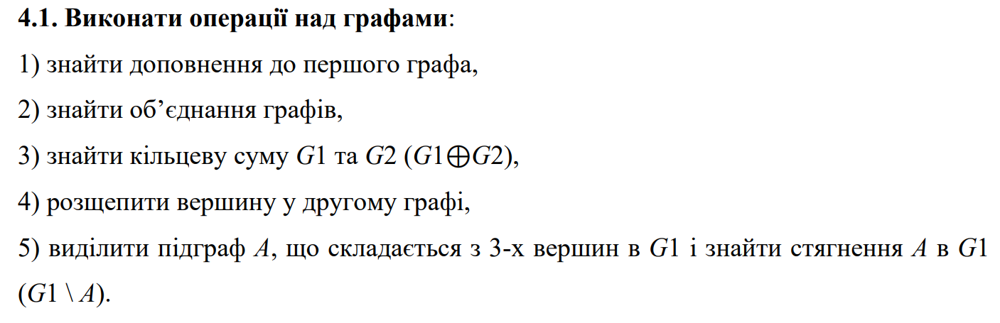 4.1. Виконати операції над графами:
1) знайти доповнення до першого графа,
2) знайти об’єднання графів,
3) знайти кільцеву суму G1 та G2 (G1⊕G2),
4) розщепити вершину у другому графі,
5) виділити підграф A, що складається з 3-х вершин в G1 і знайти стягнення A в G1
(G1 \ A).